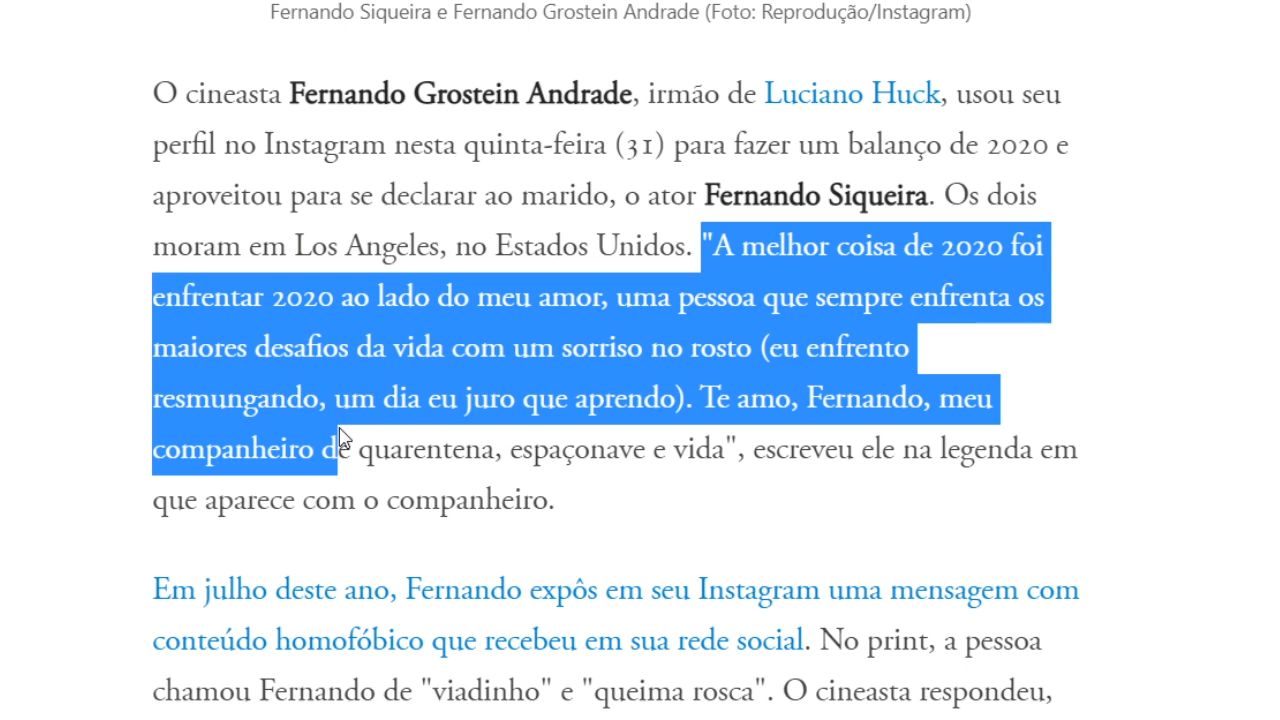 Fernando Siqueira e Fernando Grostein Andrade (Foto: Reprodução/Instagram)
O cineasta Fernando Grostein Andrade, irmão de Luciano Huck, usou seu
perfil no Instagram nesta quinta-feira (31) para fazer um balanço de 2020 e
aproveitou para se declarar ao marido, o ator Fernando Siqueira. Os dois
moram em Los Angeles, no Estados Unidos. "A melhor coisa de 2020 foi
enfrentar 2020 ao lado do meu amor, uma pessoa que sempre enfrenta os
maiores desafios da vida com um sorriso no rosto (eu enfrento
resmungando, um dia eu juro que aprendo). Te amo, Fernando, meu
companheiro de quarentena, espaçonave e vida", escreveu ele na legenda em
que aparece com o companheiro.
Em julho deste ano, Fernando expôs em seu Instagram uma mensagem com
conteúdo homofóbico que recebeu em sua rede social. No print, a pessoa
chamou Fernando de "viadinho" e "queima rosca". O cineasta respondeu,